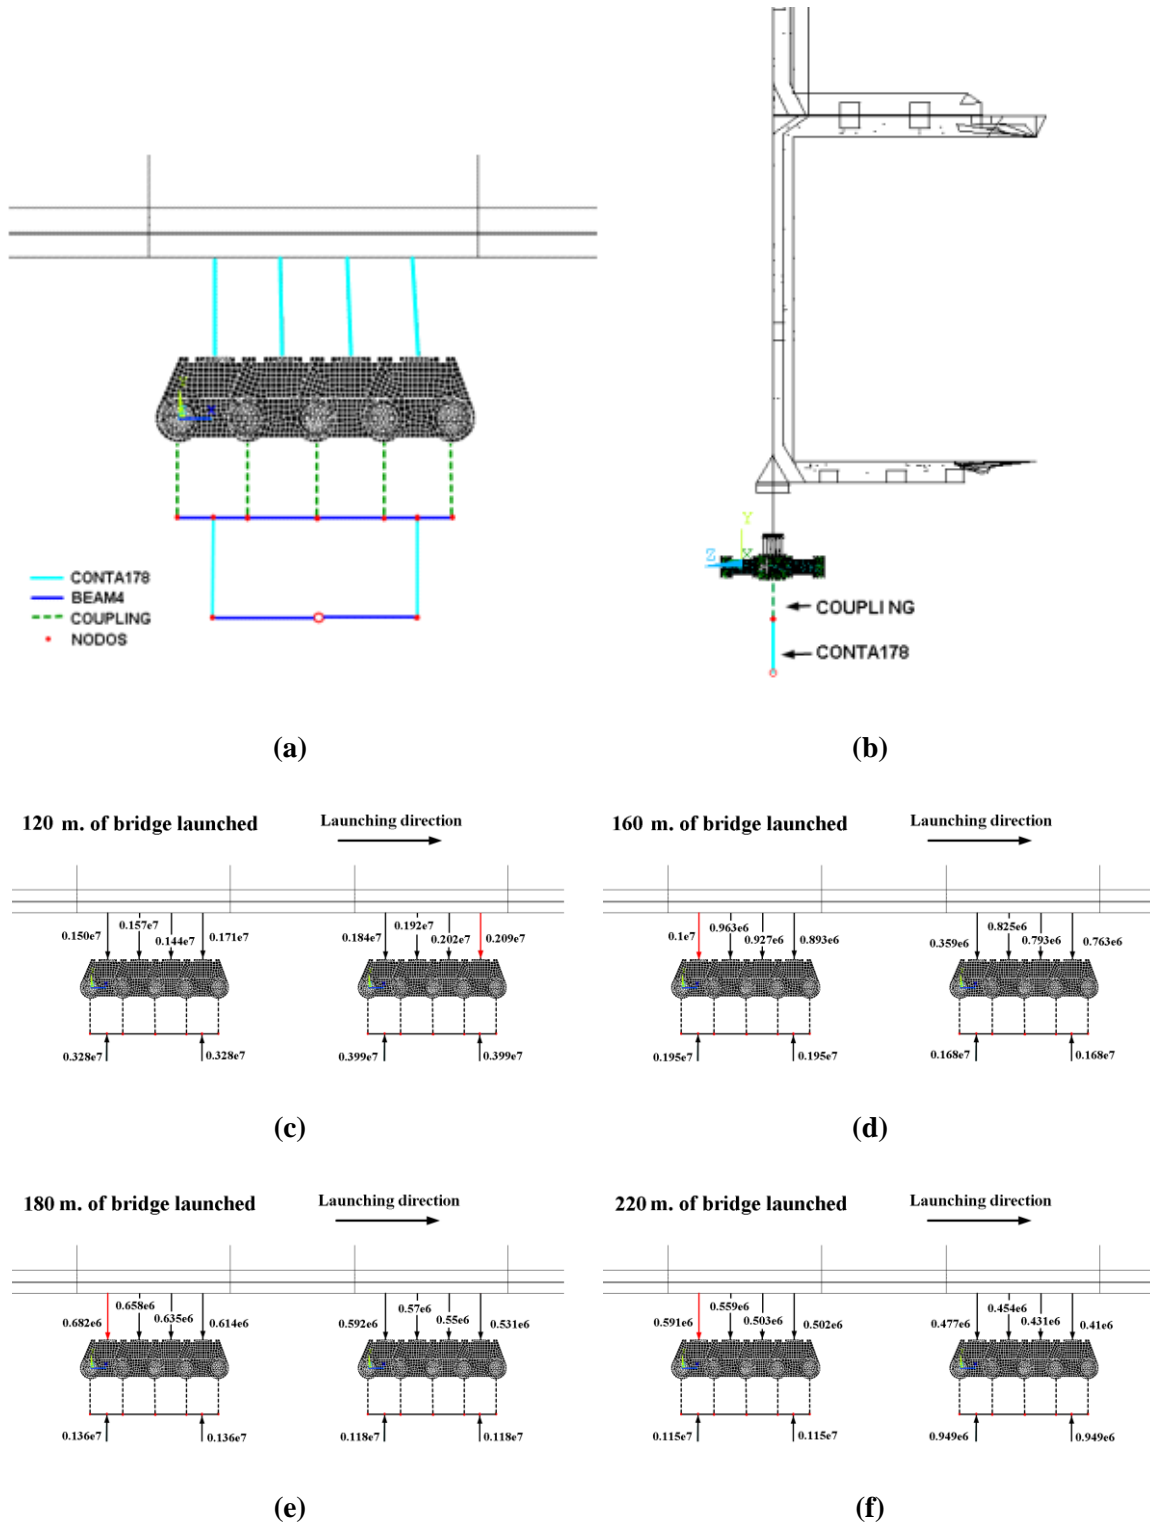 CONTA178
BEAM4
COUPLING
NODOS
(a)
Y
Z X
COUPLING
CONTA178
(b)
120 m. of bridge launched
Launching direction
0.150e7
0.157e7
0.144e7
0.171e7
0.184e7
0.192e7
0.202e7
0.209e7
0.328e7
0.328e7
0.399e7
0.399e7
(c)
160 m. of bridge launched
Launching direction
0.1e7
0.963e6
0.927e6
0.893e6
0.359e6
0.825e6
0.793e6
0.763e6
0.195e7
0.195e7
0.168e7
0.168e7
(d)
180 m. of bridge launched
Launching direction
0.682e6
0.658e6
0.635e6
0.614e6
0.592e6
0.57e6
0.55e6
0.531e6
0.136e7
0.136e7
0.118e7
0.118e7
(e)
220 m. of bridge launched
Launching direction
0.591e6
0.559e6
0.503e6
0.502e6
0.477e6
0.454e6
0.431e6
0.41e6
0.115e7
0.115e7
0.949e6
0.949e6
(f)